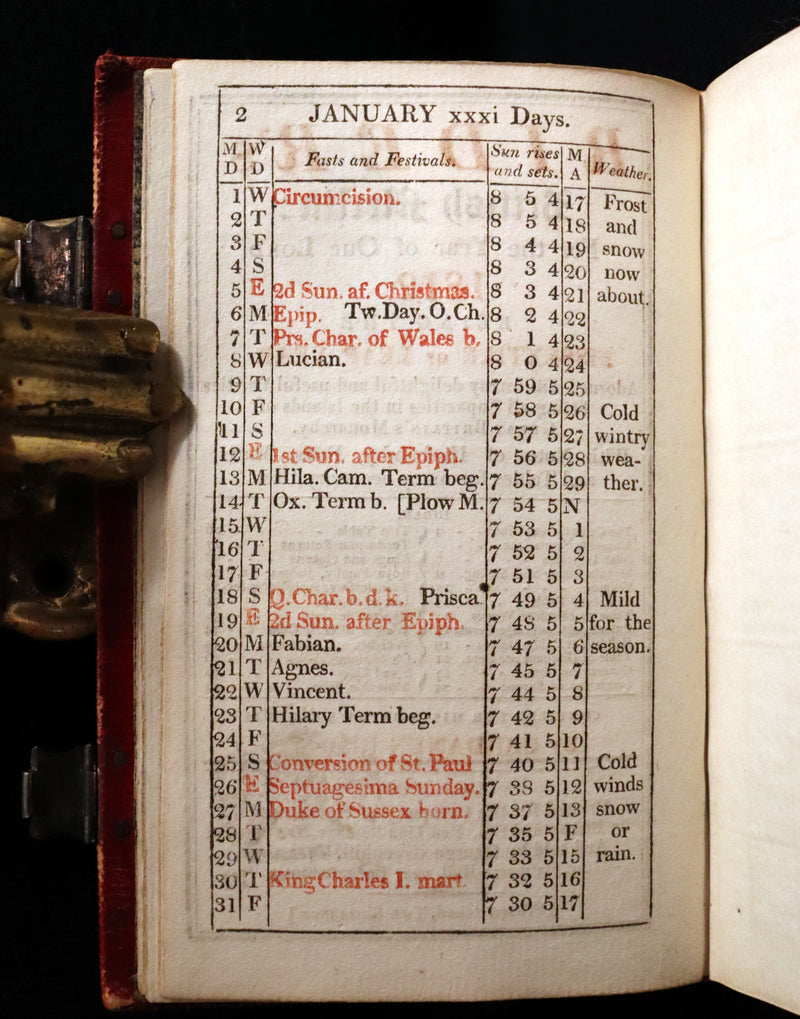 2 JANUARY xxxi Days.
M D W D Fasts and Festivals. Sun rises and sets. M A Weather.
1 W Circumcision. 8 5 4 17 Frost
2 T 8 5 4 18 and
3 F 8 4 4 19 snow
4 S 8 3 4 20 now
5 E 2d Sun. af. Christmas. 8 3 4 21 about.
6 M Epip. Tw.Day. O.Ch. 8 2 4 22
7 T Prs. Char. of Wales b. 8 1 4 23
8 W Lucian. 8 0 4 24
9 T 7 59 5 25
10 F 7 58 5 26 Cold
11 S 7 57 5 27 wintry
12 E 1st Sun. after Epiph. 7 56 5 28 wea-
13 M Hila. Cam. Term beg. 7 55 5 29 ther.
14 T Ox. Term b. [Plow M. 7 54 5 N
15 W 7 53 5 1
16 T 7 52 5 2
17 F 7 51 5 3
18 S Q.Char.b.d.k. Prisca 7 49 5 4 Mild
19 E 2d Sun. after Epiph. 7 48 5 5 for the
20 M Fabian. 7 47 5 6 season.
21 T Agnes. 7 45 5 7
22 W Vincent. 7 44 5 8
23 T Hilary Term beg. 7 42 5 9
24 F 7 41 5 10
25 S Conversion of St. Paul 7 40 5 11 Cold
26 E Septuagesima Sunday. 7 38 5 12 winds
27 M Duke of Sussex born. 7 37 5 13 snow
28 T 7 35 5 F or
29 W 7 33 5 15 rain.
30 T King Charles I. mart 7 32 5 16
31 F 7 30 5 17